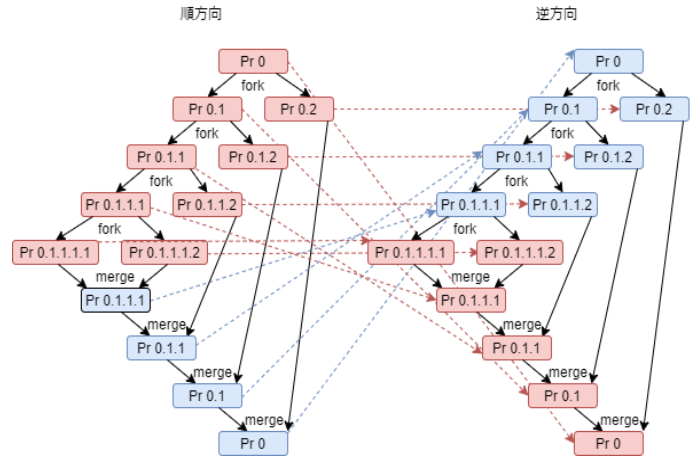 順方向 逆方向
Pr 0 Pr 0
fork fork
Pr 0.1 Pr 0.2 Pr 0.1 Pr 0.2
fork fork
Pr 0.1.1 Pr 0.1.2 Pr 0.1.1 Pr 0.1.2
fork fork
Pr 0.1.1.1 Pr 0.1.1.2 Pr 0.1.1.1 Pr 0.1.1.2
fork fork
Pr 0.1.1.1.1 Pr 0.1.1.1.2 Pr 0.1.1.1.1 Pr 0.1.1.1.2
merge merge
Pr 0.1.1.1 Pr 0.1.1.1
merge merge
Pr 0.1.1 Pr 0.1.1
merge merge
Pr 0.1 Pr 0.1
merge merge
Pr 0 Pr 0